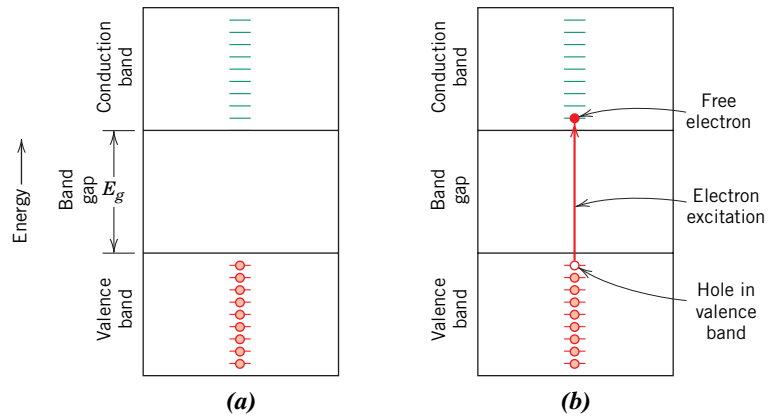 Energy
Conduction
band
Band
gap
E_g
Valence
band
(a)
Conduction
band
Band
gap
Valence
band
Free
electron
Electron
excitation
Hole in
valence
band
(b)